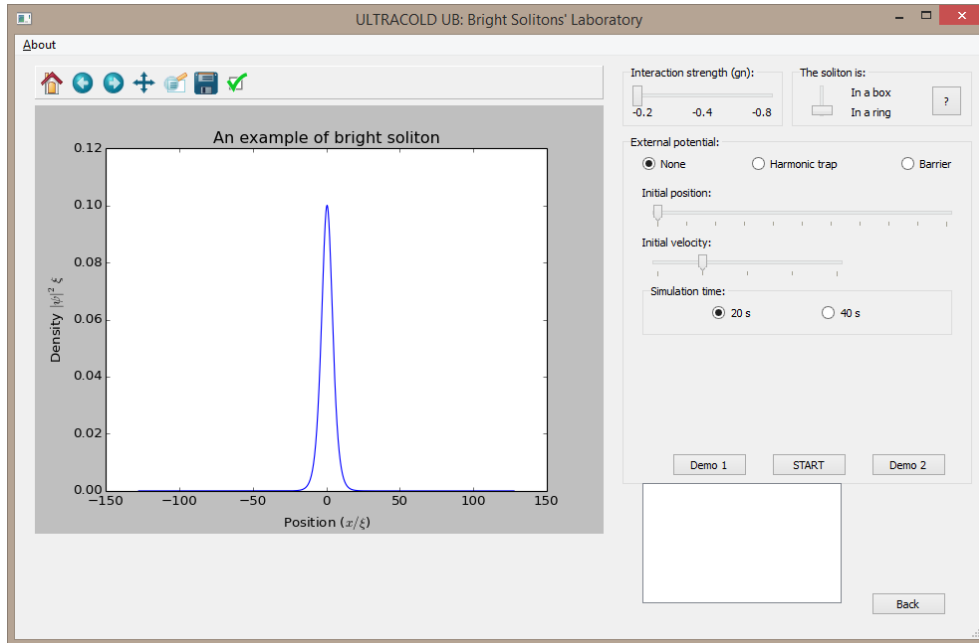 ULTRACOLD UB: Bright Solitons' Laboratory
About
An example of bright soliton
0.12
0.10
0.08
0.06
0.04
0.02
0.00
Density |ψ|² ξ
−150 −100 −50 0 50 100 150
Position (x/ξ)
Interaction strength (gn):
-0.2 -0.4 -0.8
The soliton is:
In a box
In a ring
?
External potential:
None Harmonic trap Barrier
Initial position:
Initial velocity:
Simulation time:
20 s 40 s
Demo 1 START Demo 2
Back